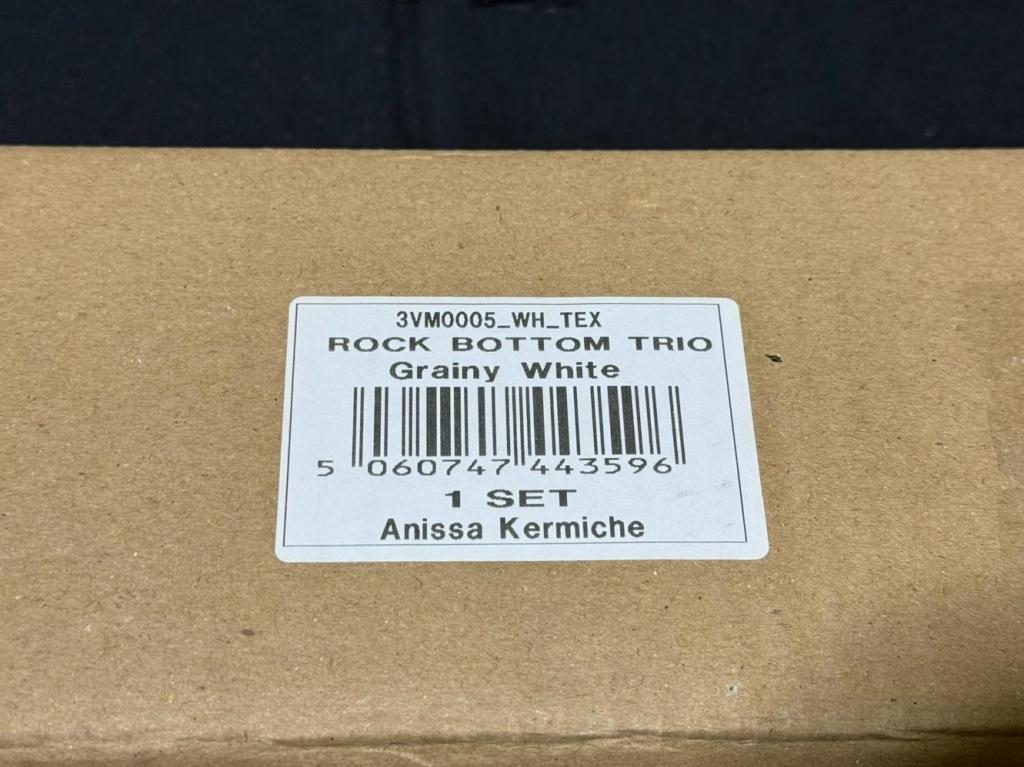 3VM0005_WH_TEX
ROCK BOTTOM TRIO
Grainy White
5 060747 443596
1 SET
Anissa Kermiche